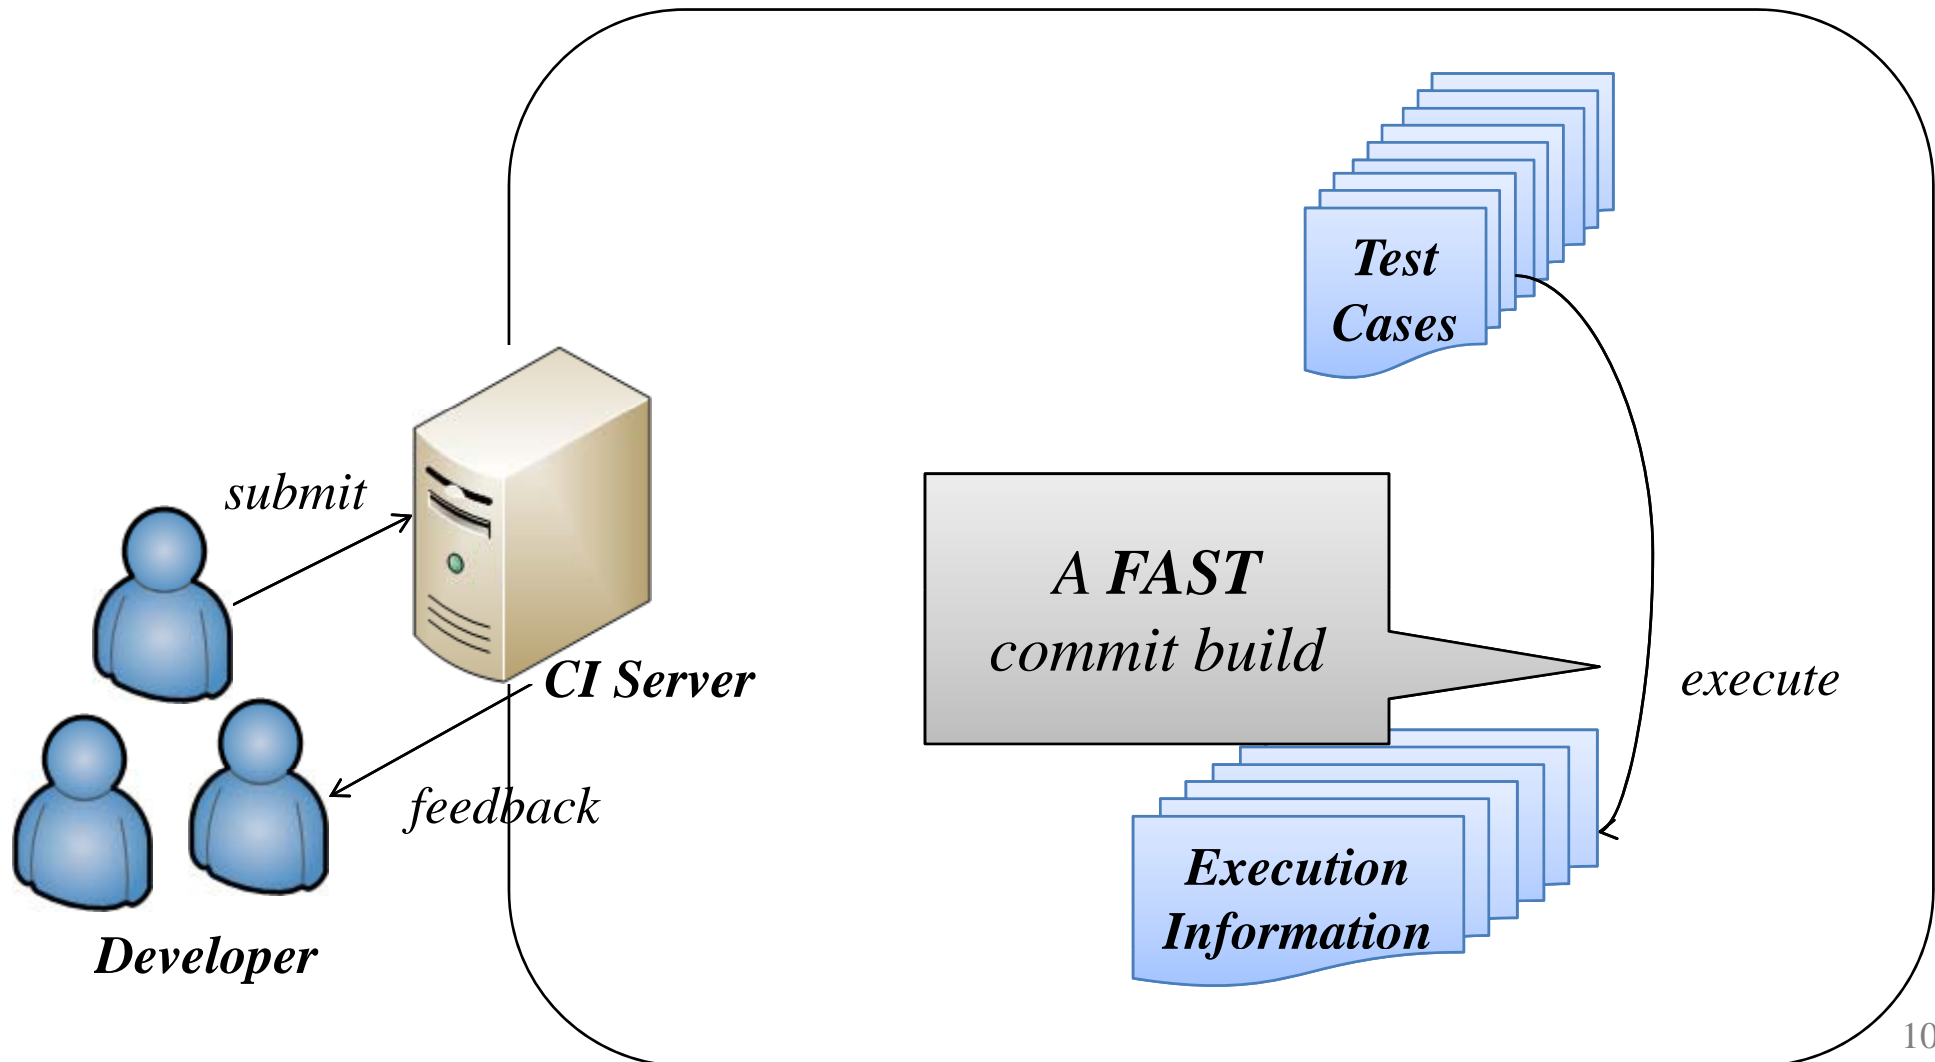 Test
Cases
submit
A FAST
commit build
CI Server
execute
feedback
Execution
Information
Developer
10